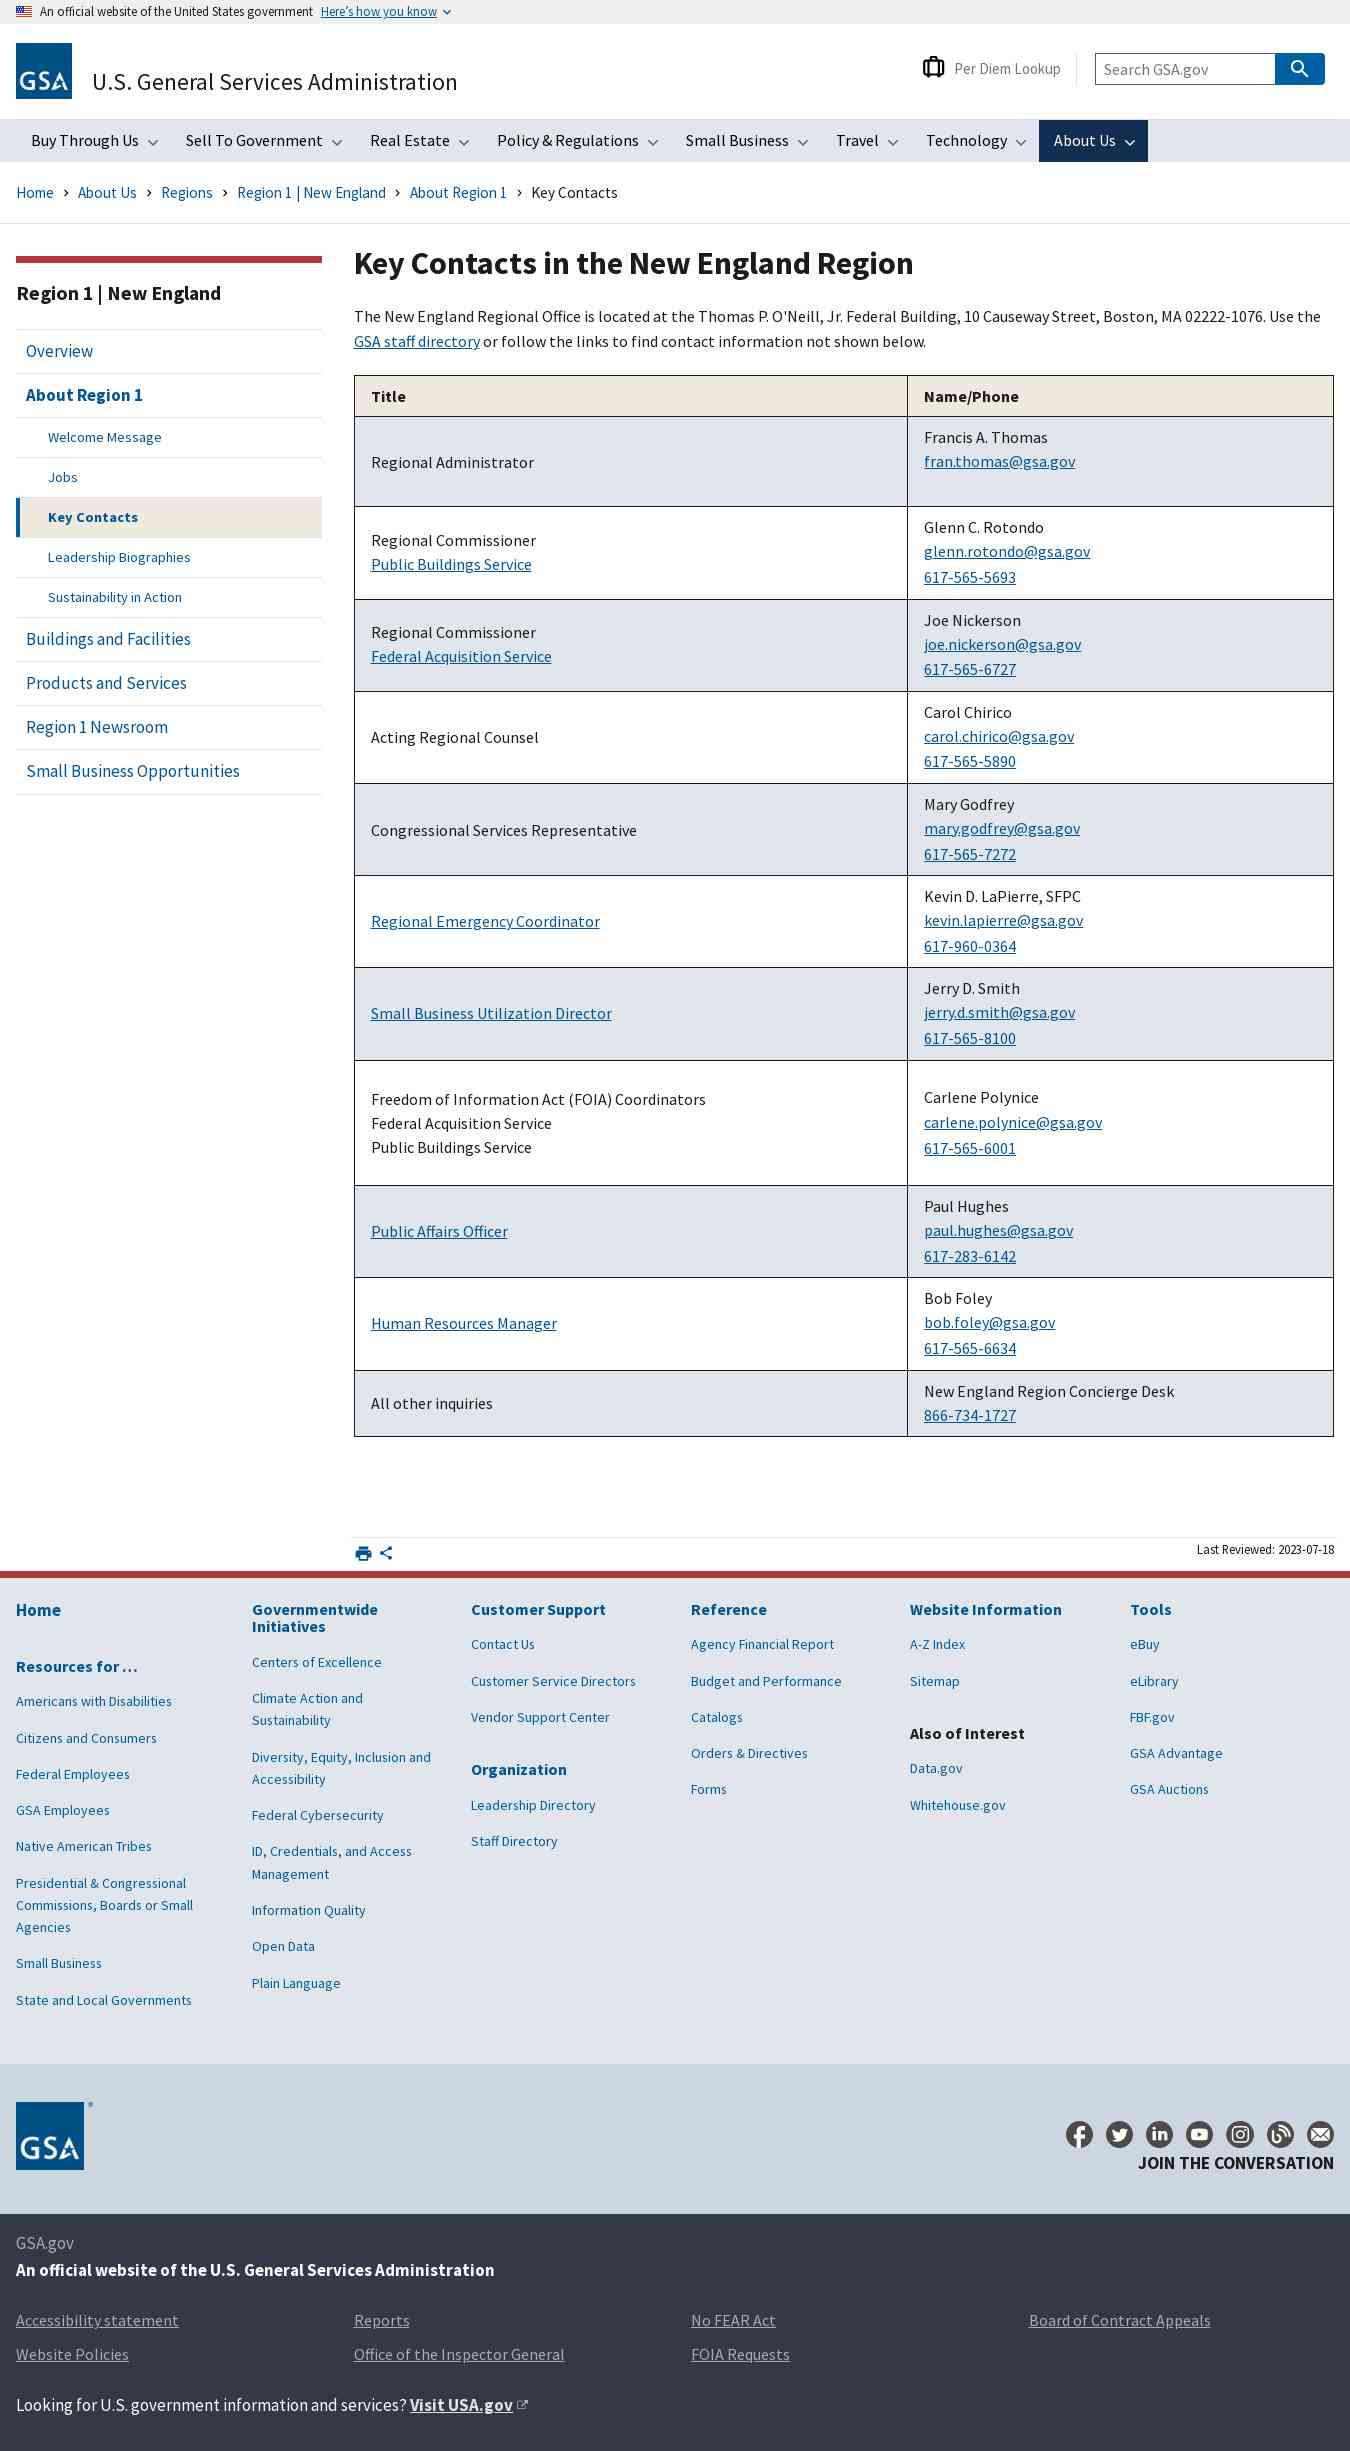 An official website of the United States government Here's how you know
GSA
U.S. General Services Administration
Per Diem Lookup
Search GSA.gov
Buy Through Us Sell To Government Real Estate Policy & Regulations Small Business Travel Technology About Us
Home About Us Regions Region 1 | New England About Region 1 Key Contacts
Region 1 | New England
Overview
About Region 1
Welcome Message
Jobs
Key Contacts
Leadership Biographies
Sustainability in Action
Buildings and Facilities
Products and Services
Region 1 Newsroom
Small Business Opportunities
Key Contacts in the New England Region
The New England Regional Office is located at the Thomas P. O'Neill, Jr. Federal Building, 10 Causeway Street, Boston, MA 02222-1076. Use the
GSA staff directory or follow the links to find contact information not shown below.
Title Name/Phone
Regional Administrator
Francis A. Thomas
fran.thomas@gsa.gov
Regional Commissioner
Public Buildings Service
Glenn C. Rotondo
glenn.rotondo@gsa.gov
617-565-5693
Regional Commissioner
Federal Acquisition Service
Joe Nickerson
joe.nickerson@gsa.gov
617-565-6727
Acting Regional Counsel
Carol Chirico
carol.chirico@gsa.gov
617-565-5890
Congressional Services Representative
Mary Godfrey
mary.godfrey@gsa.gov
617-565-7272
Regional Emergency Coordinator
Kevin D. LaPierre, SFPC
kevin.lapierre@gsa.gov
617-960-0364
Small Business Utilization Director
Jerry D. Smith
jerry.d.smith@gsa.gov
617-565-8100
Freedom of Information Act (FOIA) Coordinators
Federal Acquisition Service
Public Buildings Service
Carlene Polynice
carlene.polynice@gsa.gov
617-565-6001
Public Affairs Officer
Paul Hughes
paul.hughes@gsa.gov
617-283-6142
Human Resources Manager
Bob Foley
bob.foley@gsa.gov
617-565-6634
All other inquiries
New England Region Concierge Desk
866-734-1727
Last Reviewed: 2023-07-18
Home
Resources for …
Americans with Disabilities
Citizens and Consumers
Federal Employees
GSA Employees
Native American Tribes
Presidential & Congressional
Commissions, Boards or Small
Agencies
Small Business
State and Local Governments
Governmentwide
Initiatives
Centers of Excellence
Climate Action and
Sustainability
Diversity, Equity, Inclusion and
Accessibility
Federal Cybersecurity
ID, Credentials, and Access
Management
Information Quality
Open Data
Plain Language
Customer Support
Contact Us
Customer Service Directors
Vendor Support Center
Organization
Leadership Directory
Staff Directory
Reference
Agency Financial Report
Budget and Performance
Catalogs
Orders & Directives
Forms
Website Information
A-Z Index
Sitemap
Also of Interest
Data.gov
Whitehouse.gov
Tools
eBuy
eLibrary
FBF.gov
GSA Advantage
GSA Auctions
GSA
JOIN THE CONVERSATION
GSA.gov
An official website of the U.S. General Services Administration
Accessibility statement Reports No FEAR Act Board of Contract Appeals
Website Policies Office of the Inspector General FOIA Requests
Looking for U.S. government information and services? Visit USA.gov